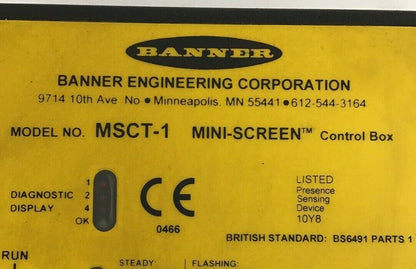 BANNER
BANNER ENGINEERING CORPORATION
9714 10th Ave No • Minneapolis, MN 55441 • 612-544-3164
MODEL NO. MSCT-1 MINI-SCREEN™ Control Box
1
DIAGNOSTIC 2
DISPLAY 4
OK
CE
0466
LISTED
Presence
Sensing
Device
10Y8
BRITISH STANDARD: BS6491 PARTS 1
RUN
STEADY FLASHING: